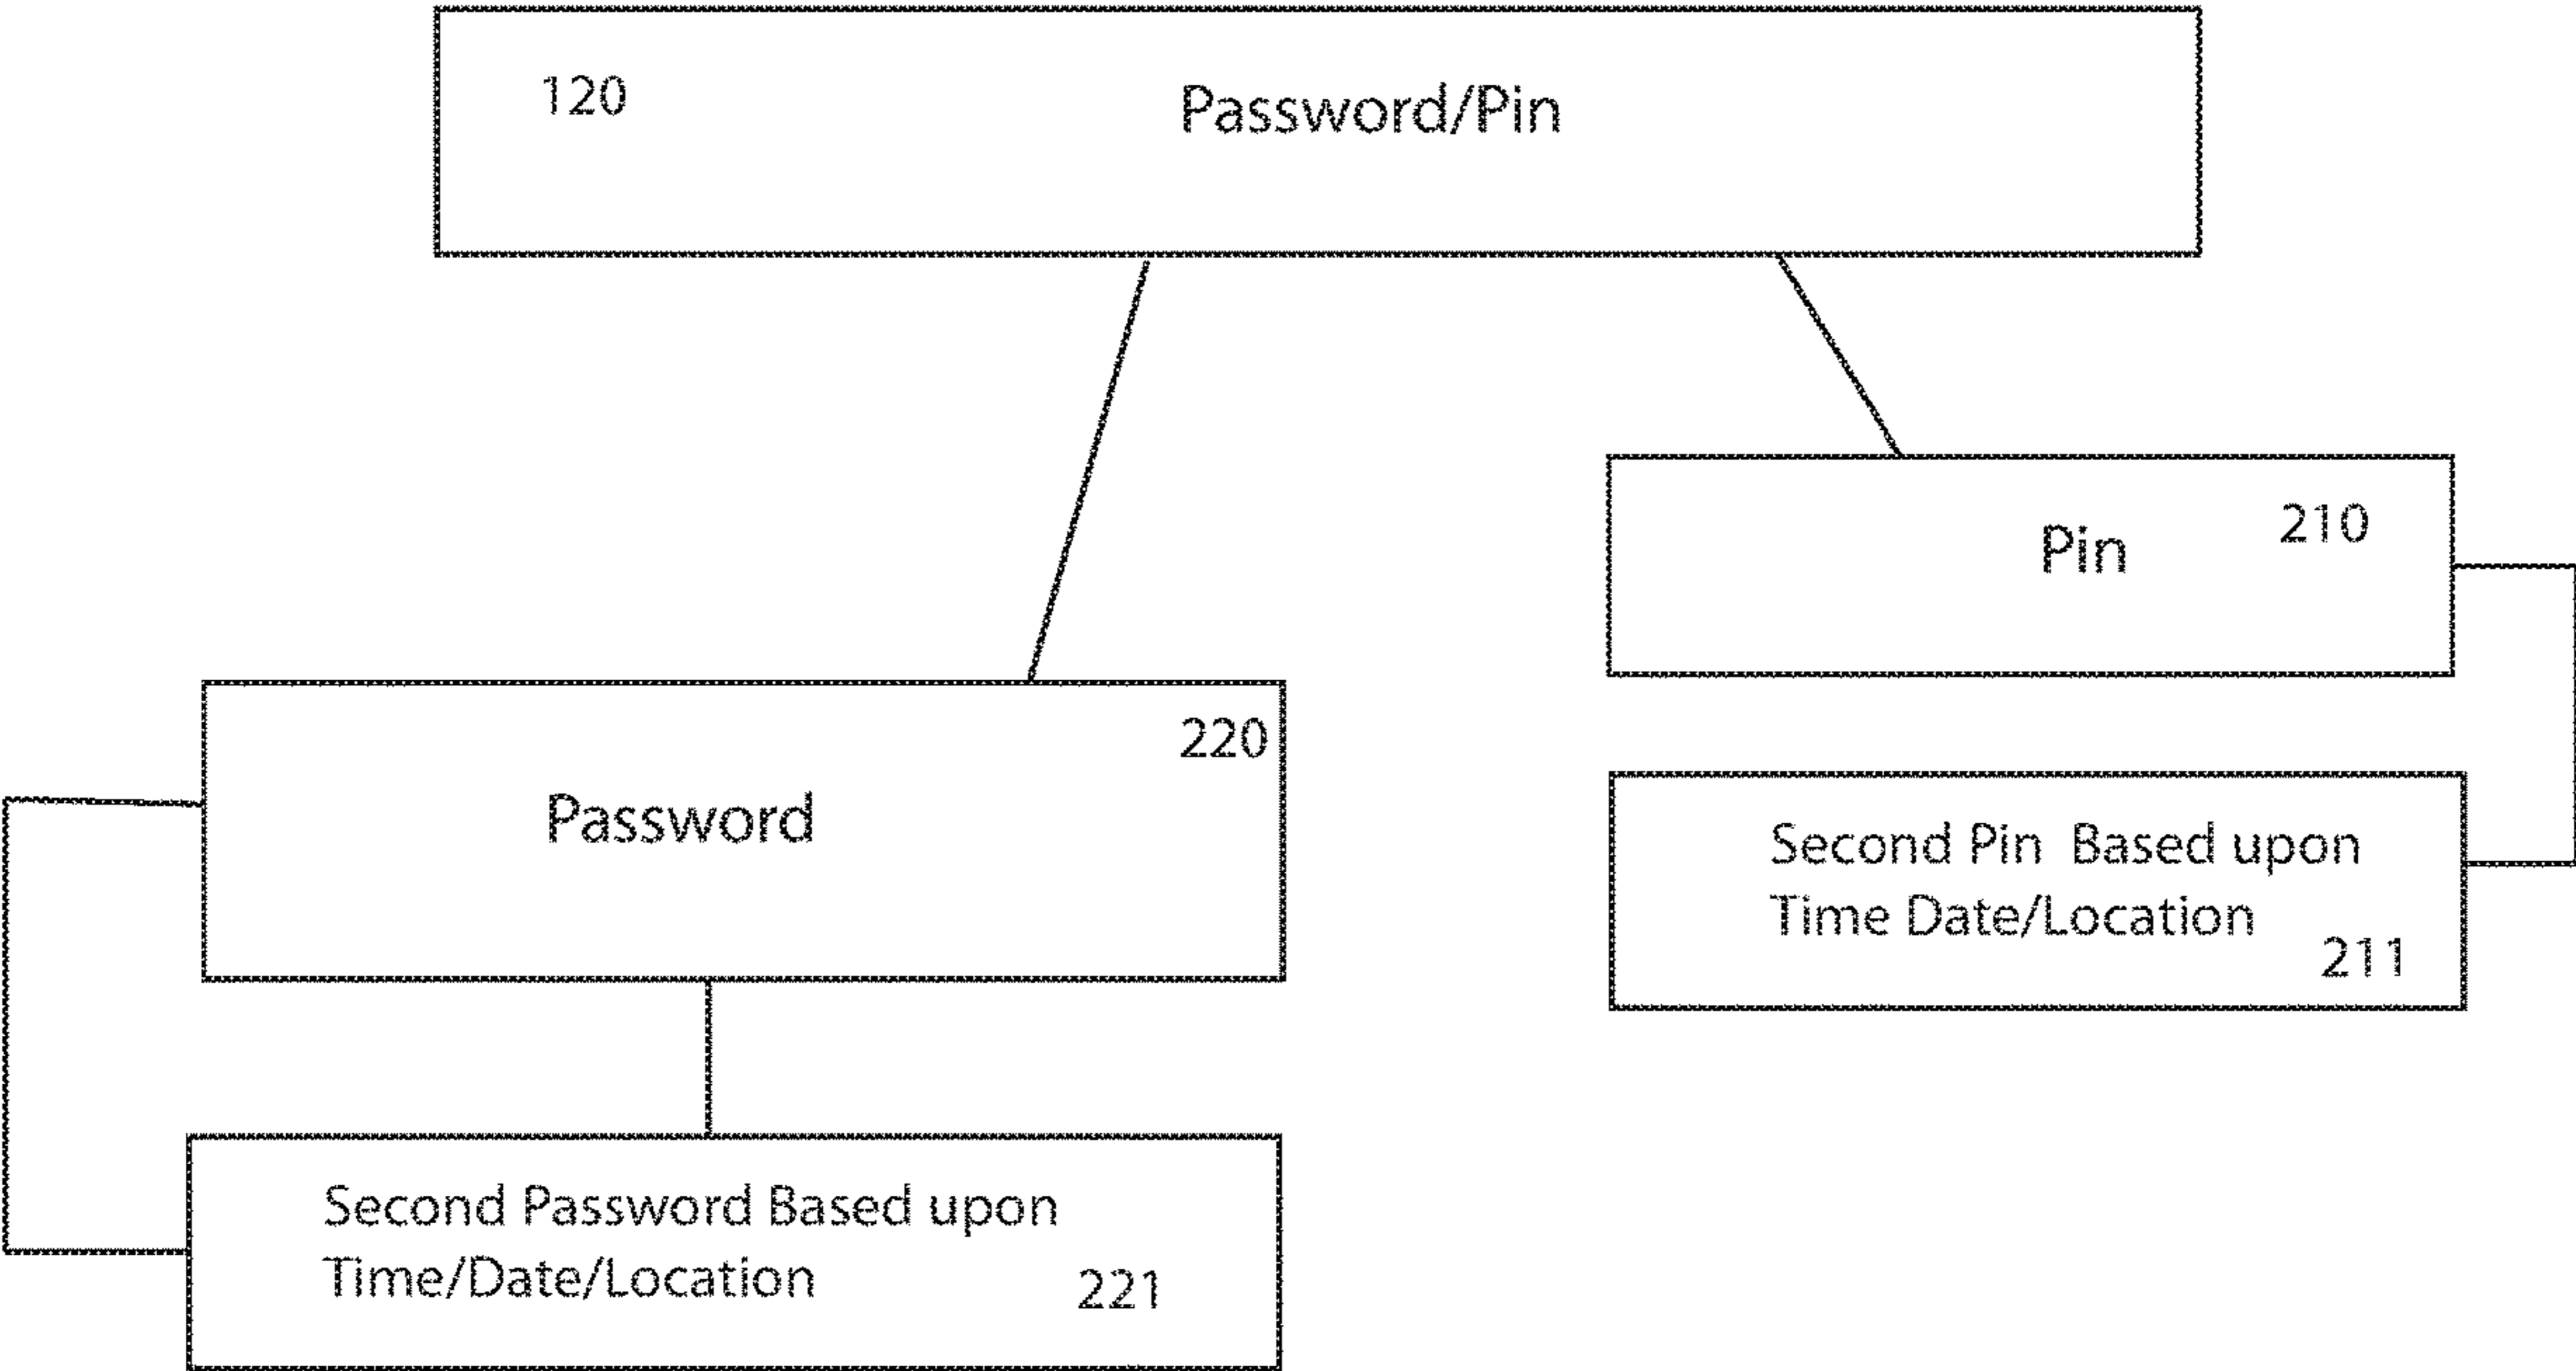 120
Password/Pin
Pin
210
220
Password
Second Pin Based upon
Time Date/Location
211
Second Password Based upon
Time/Date/Location
221